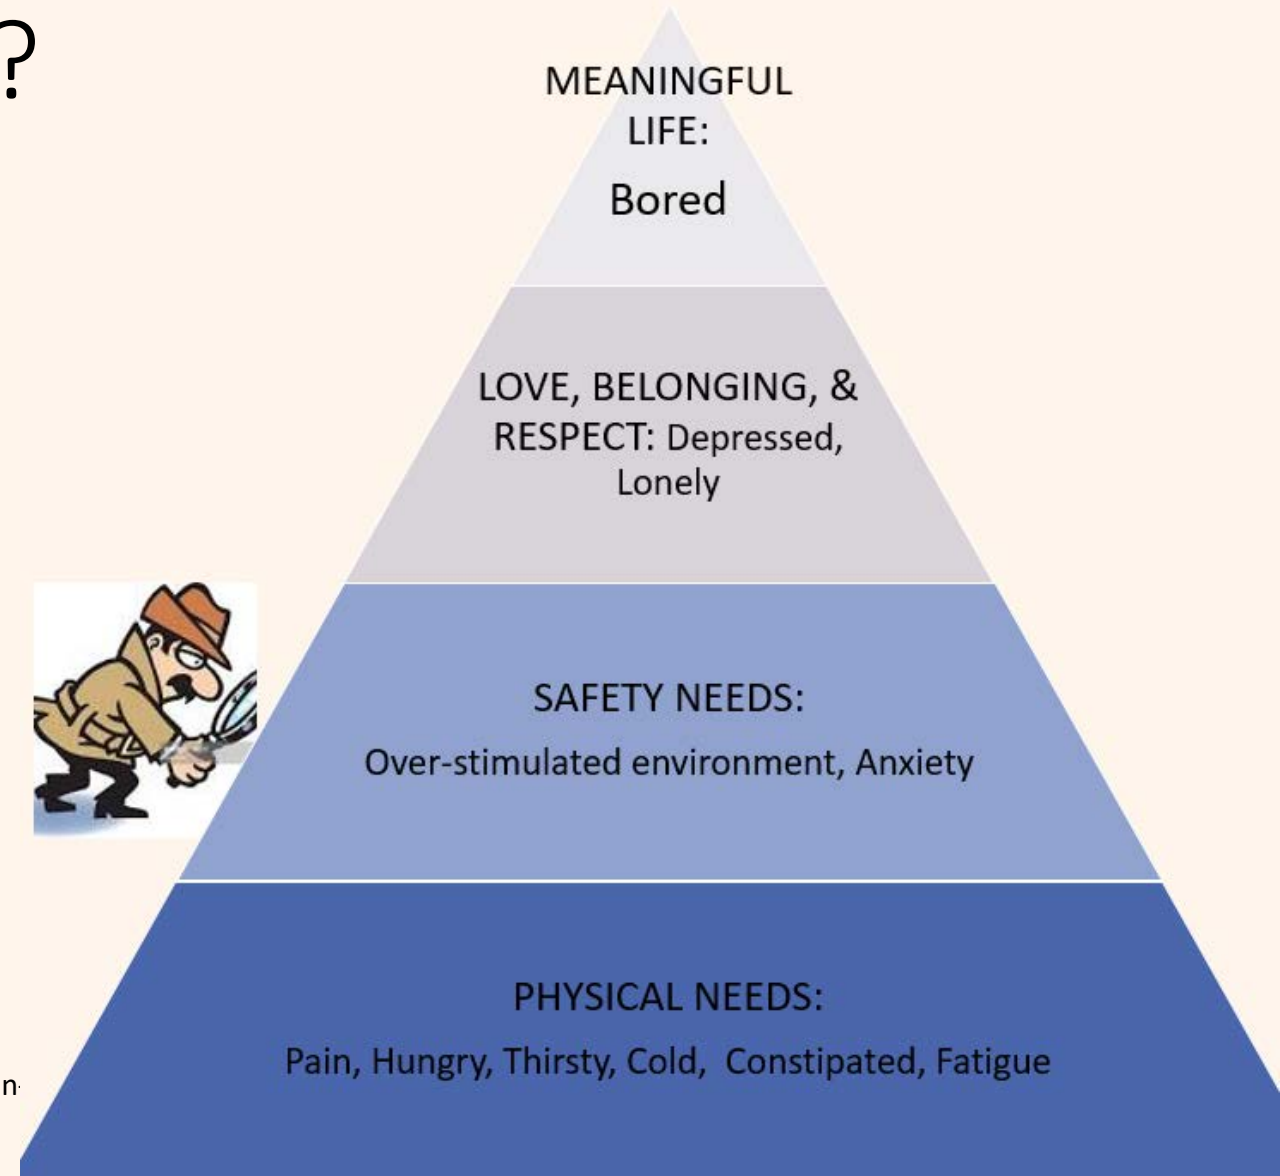 ?
MEANINGFUL
LIFE:
Bored
LOVE, BELONGING, &
RESPECT: Depressed,
Lonely
SAFETY NEEDS:
Over-stimulated environment, Anxiety
PHYSICAL NEEDS:
Pain, Hungry, Thirsty, Cold, Constipated, Fatigue
n-